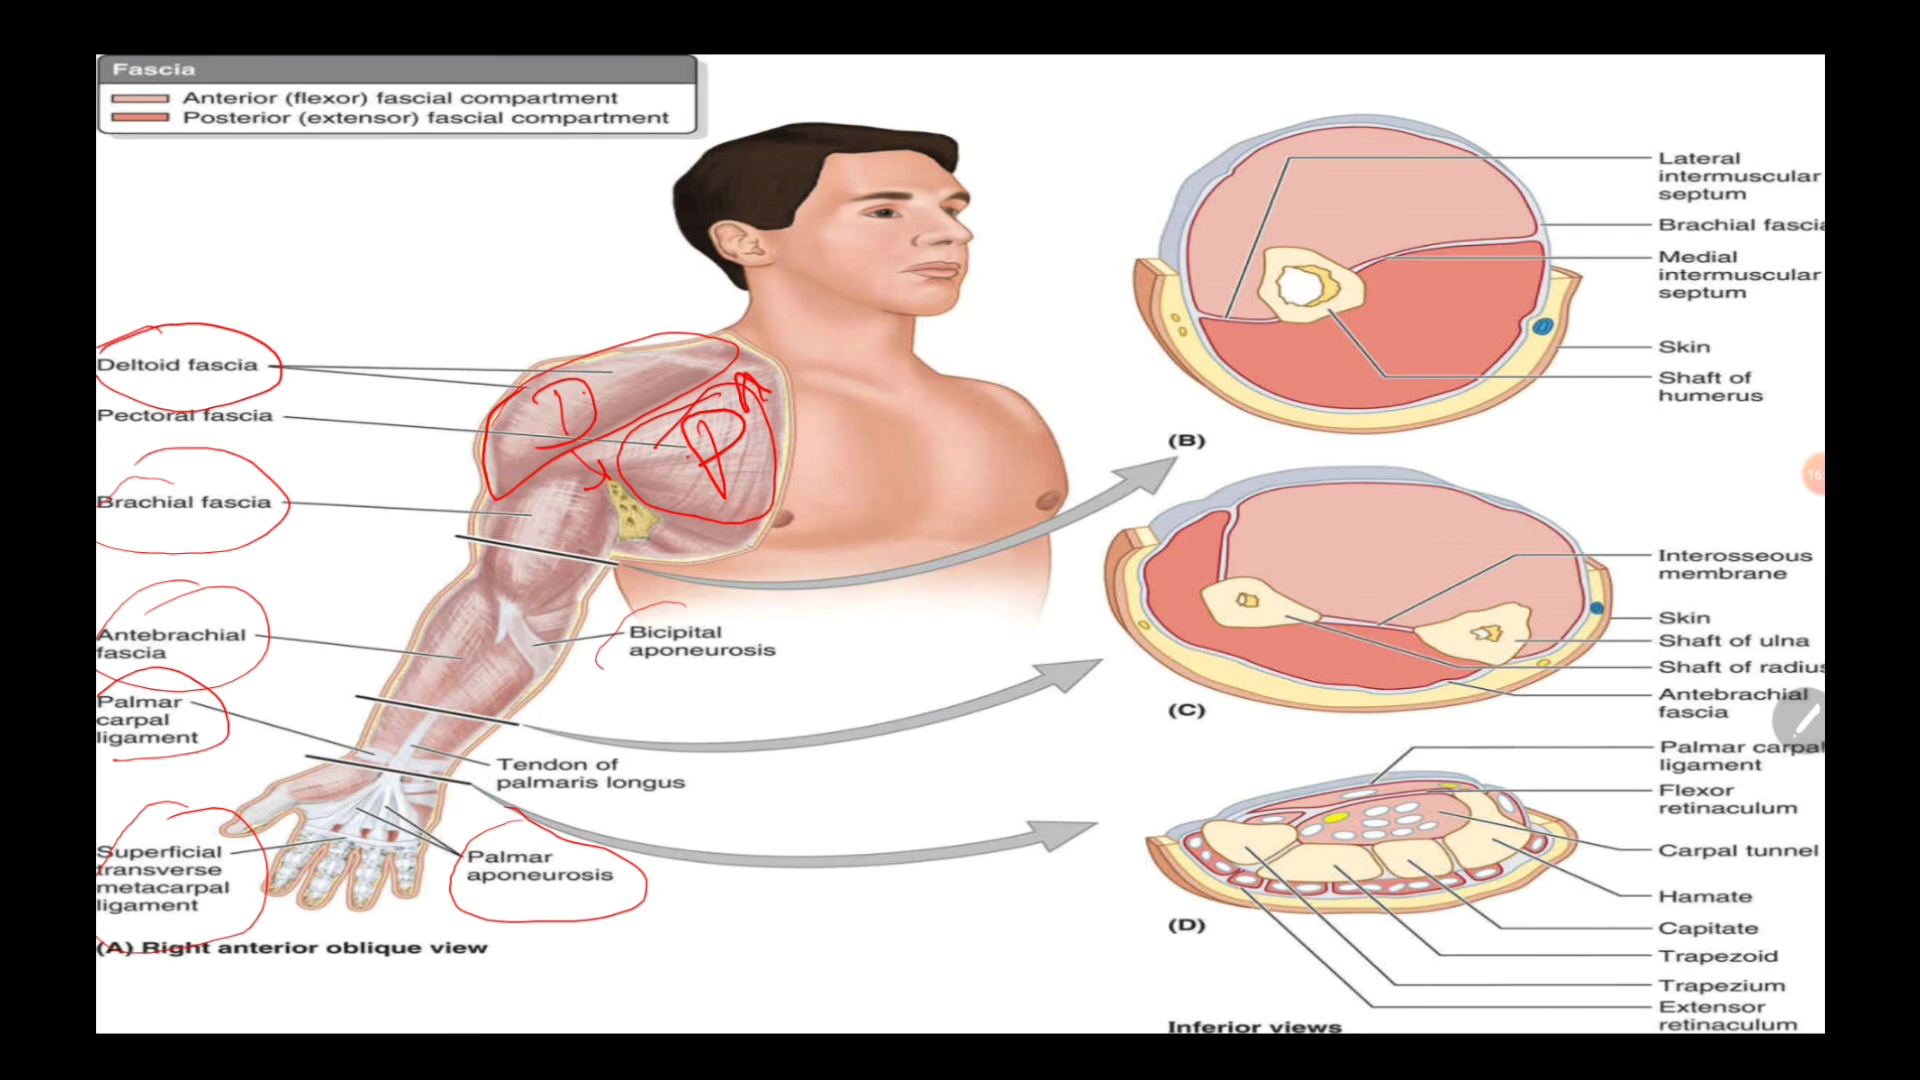 Fascia
Anterior (flexor) fascial compartment
Posterior (extensor) fascial compartment
Deltoid fascia
Pectoral fascia
Brachial fascia
Antebrachial
fascia
Palmar
carpal
ligament
Superficial
transverse
metacarpal
ligament
D
P
Bicipital
aponeurosis
Tendon of
palmaris longus
Palmar
aponeurosis
(A) Right anterior oblique view
Lateral
intermuscular
septum
Brachial fascia
Medial
intermuscular
septum
Skin
Shaft of
humerus
(B)
16
Interosseous
membrane
Skin
Shaft of ulna
Shaft of radius
Antebrachial
fascia
(C)
Palmar carpal
ligament
Flexor
retinaculum
Carpal tunnel
Hamate
Capitate
Trapezoid
Trapezium
Extensor
retinaculum
(D)
Inferior views